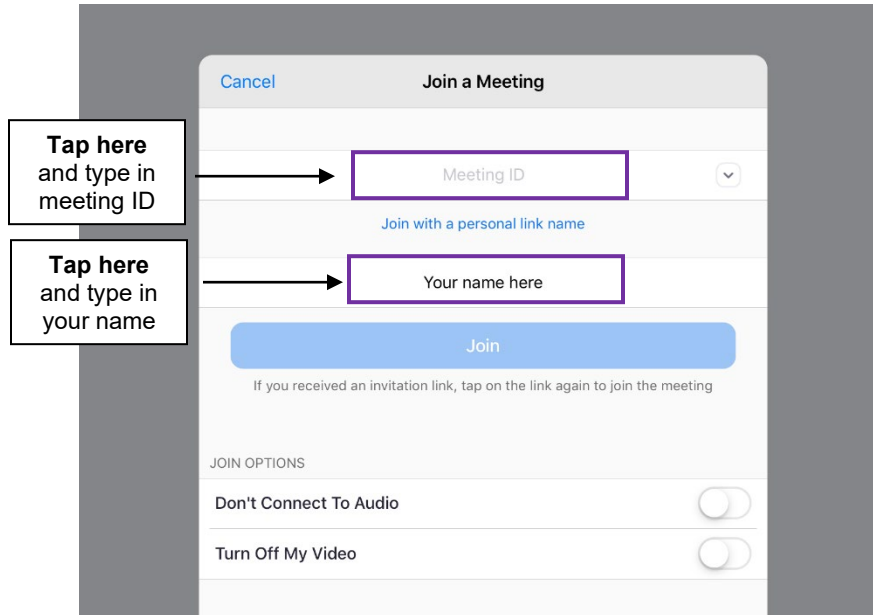 Cancel
Join a Meeting
Tap here
and type in
meeting ID
Meeting ID
Join with a personal link name
Tap here
and type in
your name
Your name here
Join
If you received an invitation link, tap on the link again to join the meeting
JOIN OPTIONS
Don't Connect To Audio
Turn Off My Video